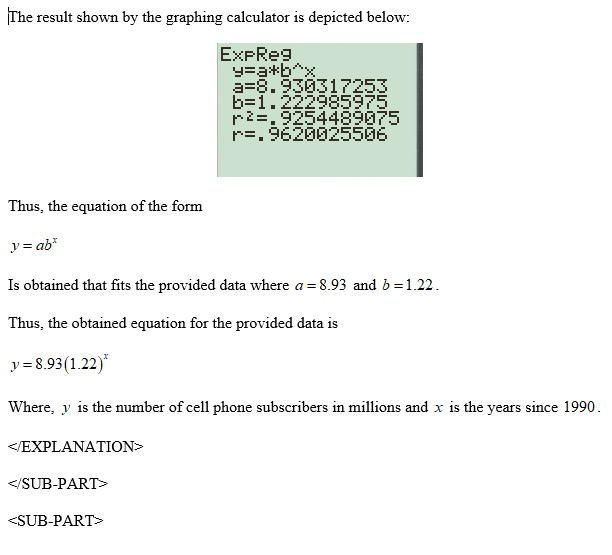 The result shown by the graphing calculator is depicted below:
ExpReg
y=a*b^x
a=8.930317253
b=1.222985975
r²=.9254489075
r=.9620025506
Thus, the equation of the form
y = abˣ
Is obtained that fits the provided data where a = 8.93 and b = 1.22.
Thus, the obtained equation for the provided data is
y = 8.93(1.22)ˣ
Where, y is the number of cell phone subscribers in millions and x is the years since 1990.
</EXPLANATION>
</SUB-PART>
<SUB-PART>